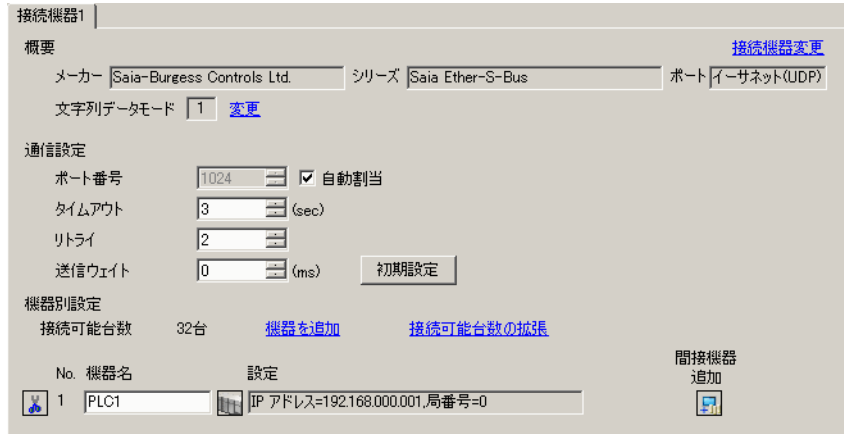 接続機器1
概要 接続機器変更
メーカー Saia-Burgess Controls Ltd. シリーズ Saia Ether-S-Bus ポート イーサネット(UDP)
文字列データモード 1 変更
通信設定
ポート番号 1024 自動割当
タイムアウト 3 (sec)
リトライ 2
送信ウェイト 0 (ms) 初期設定
機器別設定
接続可能台数 32台 機器を追加 接続可能台数の拡張
間接機器
No. 機器名 設定 追加
1 PLC1 IP アドレス=192.168.000.001,局番号=0